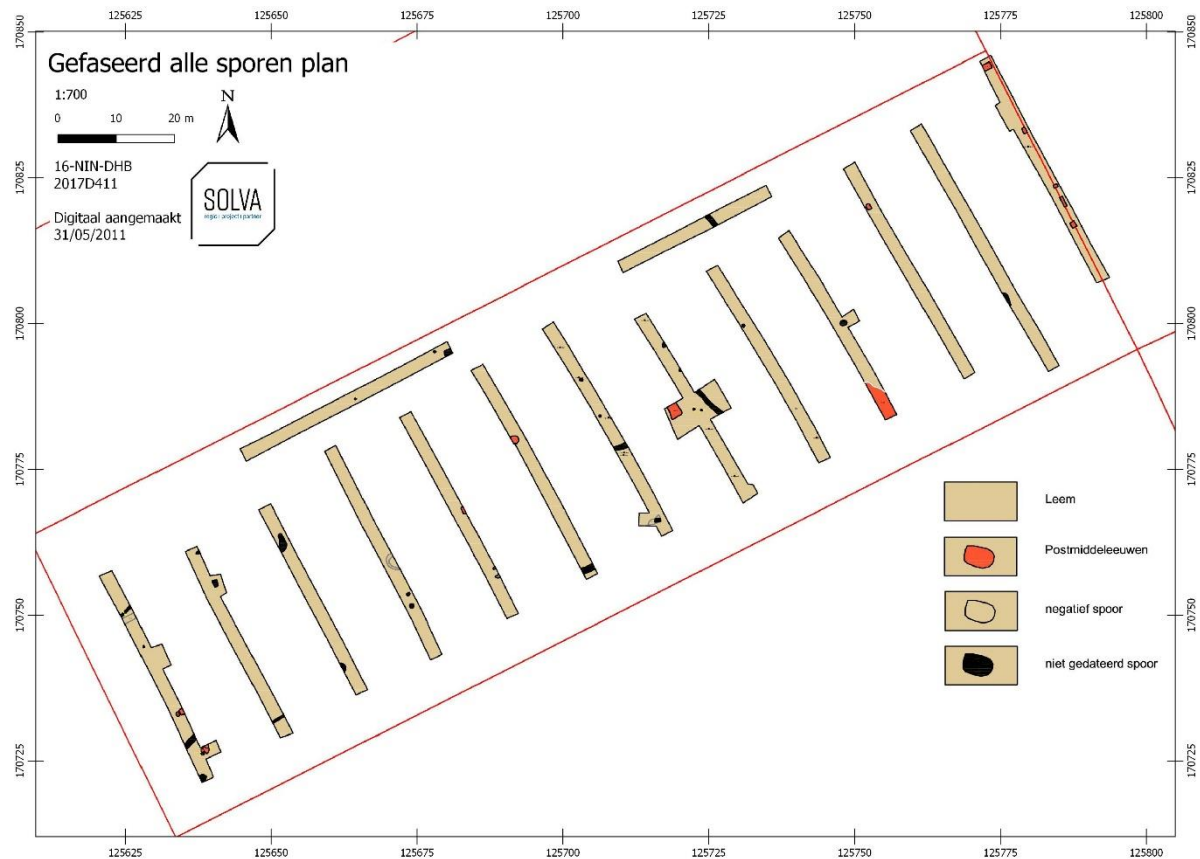 125625 125650 125675 125700 125725 125750 125775 125800
170850 170850
Gefaseerd alle sporen plan
1:700
0 10 20 m
N
16-NIN-DHB
2017D411
SOLVA
Digitaal aangemaakt
31/05/2011
170825 170825
170800 170800
170775 170775
Leem
Postmiddeleeuwen
negatief spoor
niet gedateerd spoor
170750 170750
170725 170725
125625 125650 125675 125700 125725 125750 125775 125800